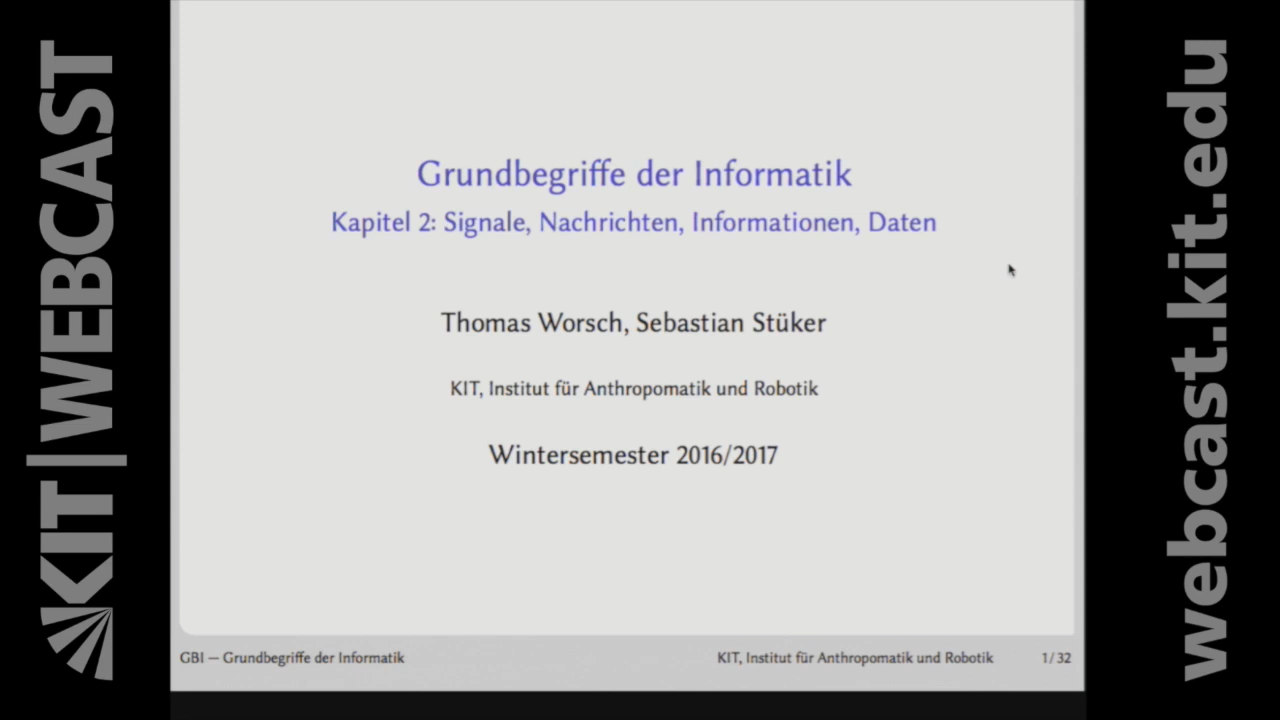 KIT | WEBCAST
Grundbegriffe der Informatik
Kapitel 2: Signale, Nachrichten, Informationen, Daten
Thomas Worsch, Sebastian Stüker
KIT, Institut für Anthropomatik und Robotik
Wintersemester 2016/2017
GBI — Grundbegriffe der Informatik
KIT, Institut für Anthropomatik und Robotik
1/32
webcast.kit.edu